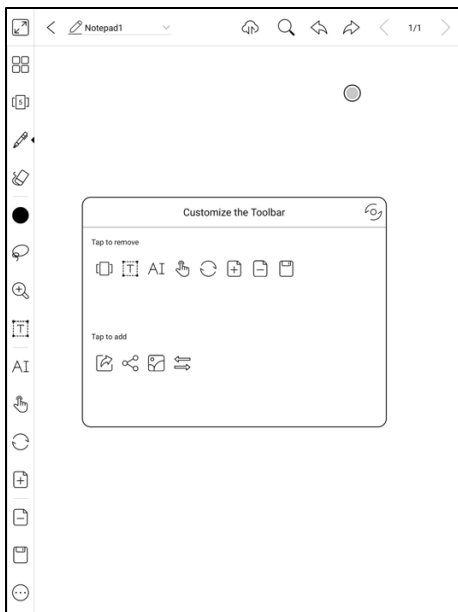 Notepad1
1/1
S
Customize the Toolbar
Tap to remove
T AI
Tap to add
T
AI